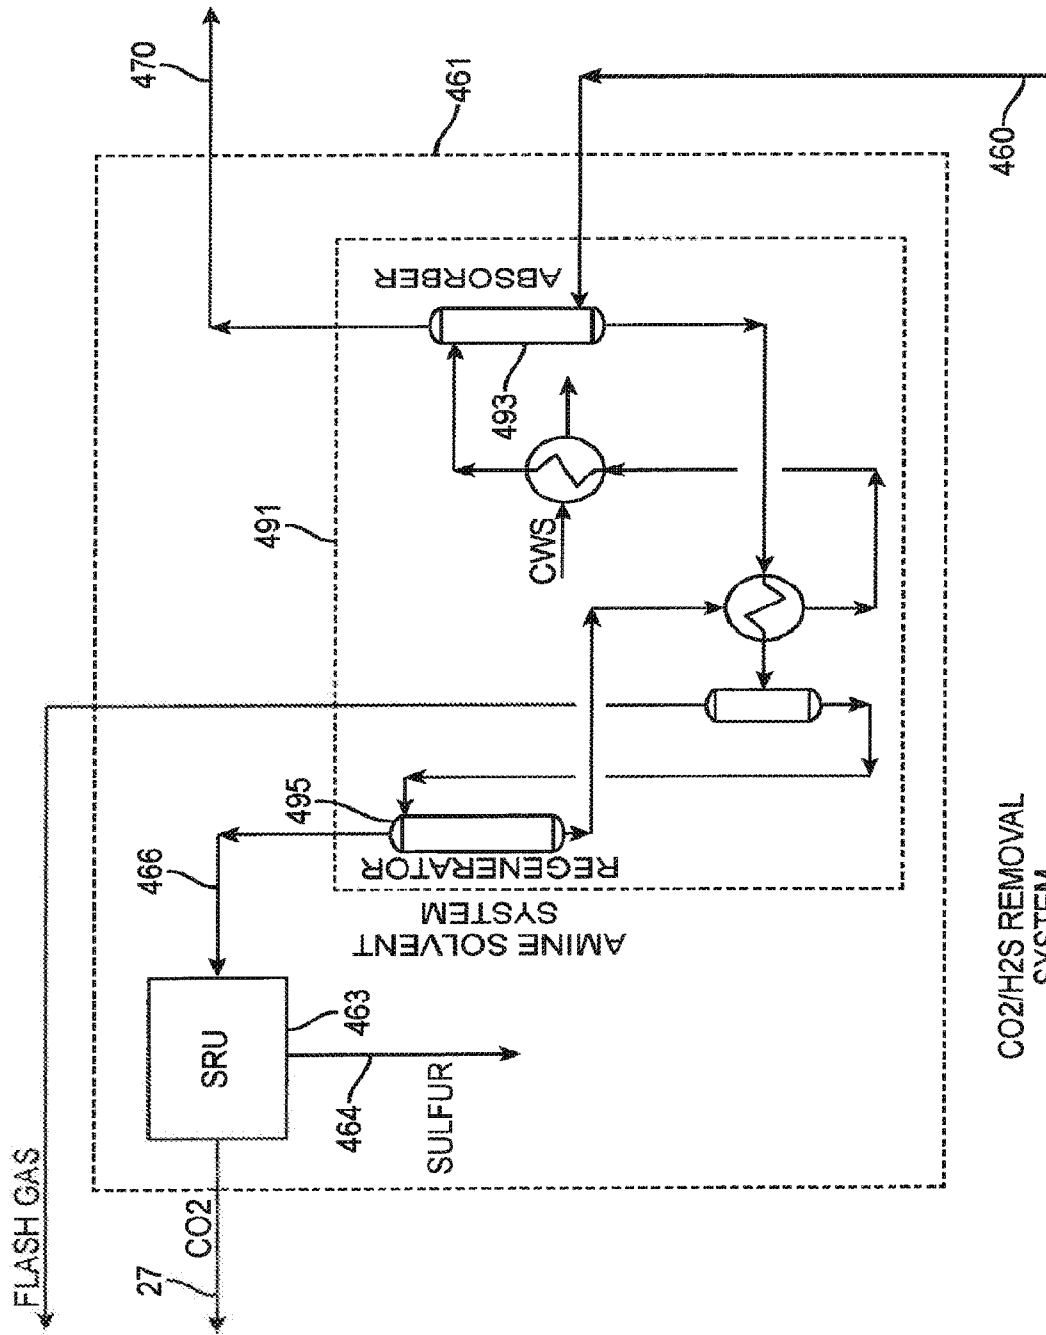 470
461
460
ABSORBER
493
491
CWS
495
REGENERATOR
AMINE SOLVENT
SYSTEM
466
SRU
463
464
SULFUR
CO2
27
FLASH GAS
CO2/H2S REMOVAL
SYSTEM